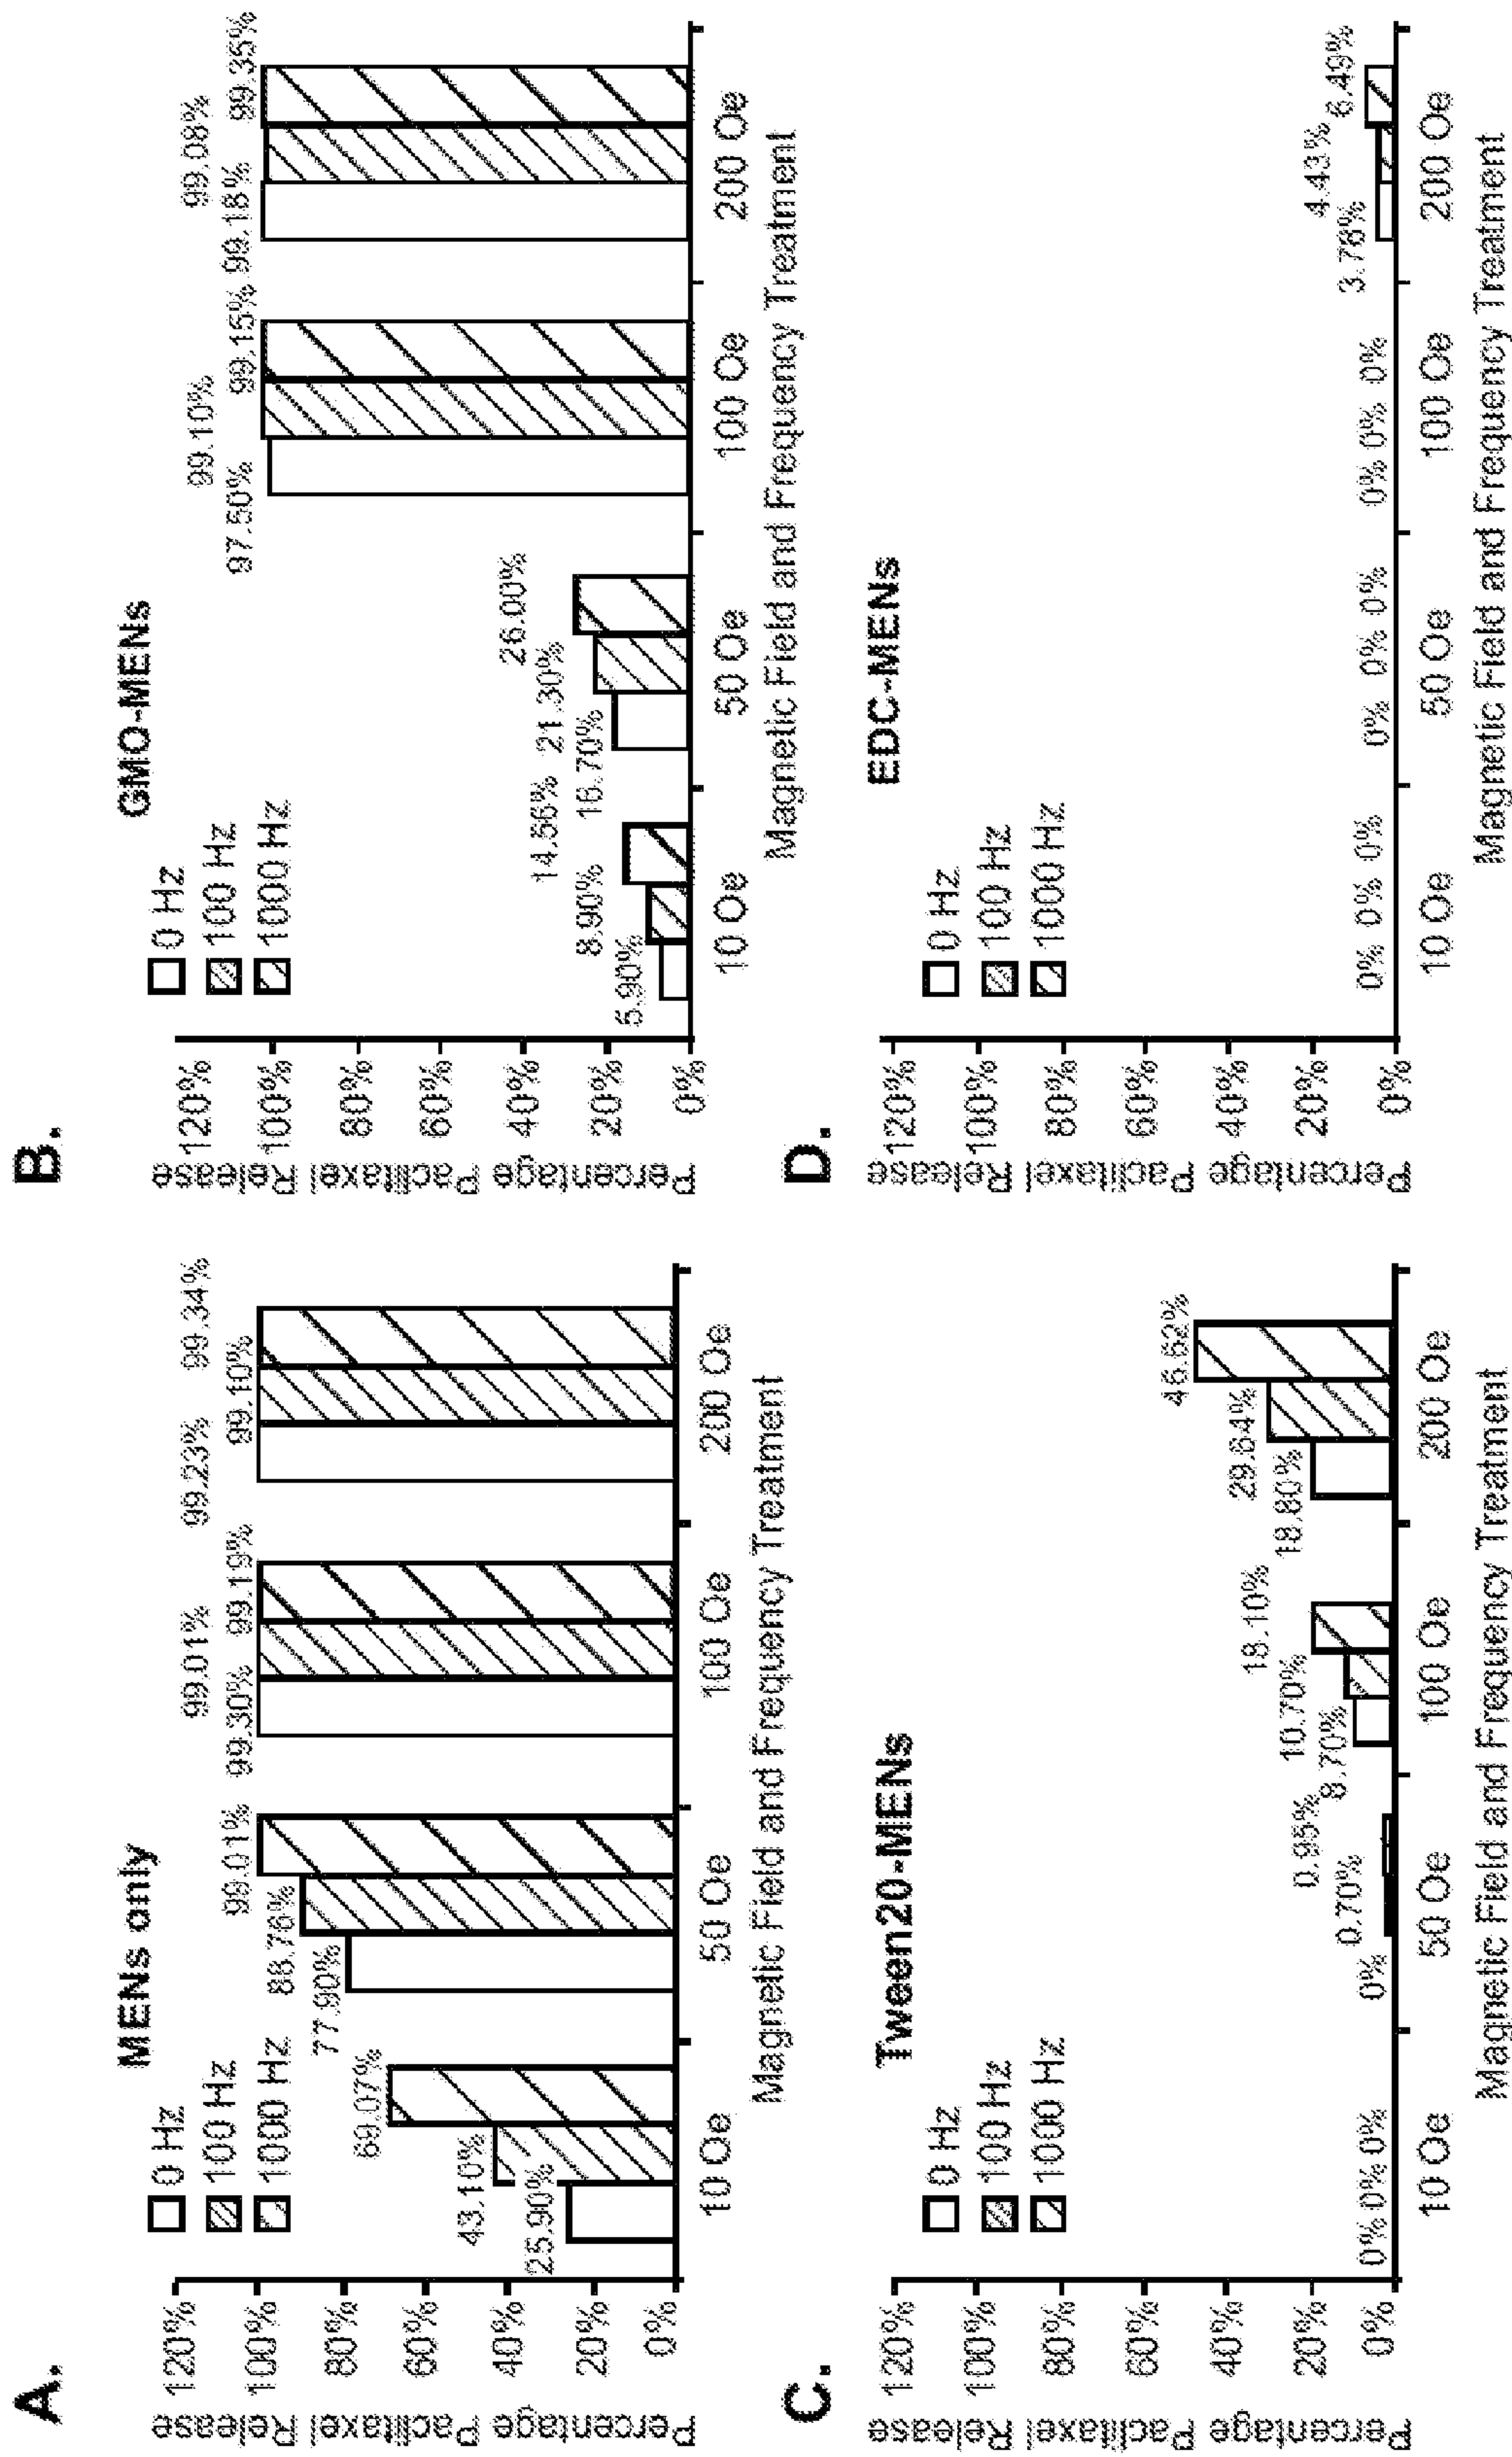 A.
MENs only
0 Hz
100 Hz
1000 Hz
Percentage Paclitaxel Release
120%
100%
80%
60%
40%
20%
0%
25.90%
43.10%
69.07%
77.90%
88.76%
99.01%
99.30%
99.01%
99.19%
99.23%
99.10%
99.34%
10 Oe
50 Oe
100 Oe
200 Oe
Magnetic Field and Frequency Treatment
B.
GMO-MENs
0 Hz
100 Hz
1000 Hz
Percentage Paclitaxel Release
120%
100%
80%
60%
40%
20%
0%
5.90%
8.90%
14.56%
16.70%
21.30%
26.00%
97.50%
99.10%
99.15%
99.18%
99.08%
99.35%
10 Oe
50 Oe
100 Oe
200 Oe
Magnetic Field and Frequency Treatment
C.
Tween20-MENs
0 Hz
100 Hz
1000 Hz
Percentage Paclitaxel Release
120%
100%
80%
60%
40%
20%
0%
0% 0% 0%
0%
0.70%
0.95%
8.70%
10.70%
18.10%
18.80%
29.64%
46.62%
10 Oe
50 Oe
100 Oe
200 Oe
Magnetic Field and Frequency Treatment
D.
EDC-MENs
0 Hz
100 Hz
1000 Hz
Percentage Paclitaxel Release
120%
100%
80%
60%
40%
20%
0%
0% 0% 0%
0% 0% 0%
0% 0% 0%
3.78%
4.43%
6.49%
10 Oe
50 Oe
100 Oe
200 Oe
Magnetic Field and Frequency Treatment